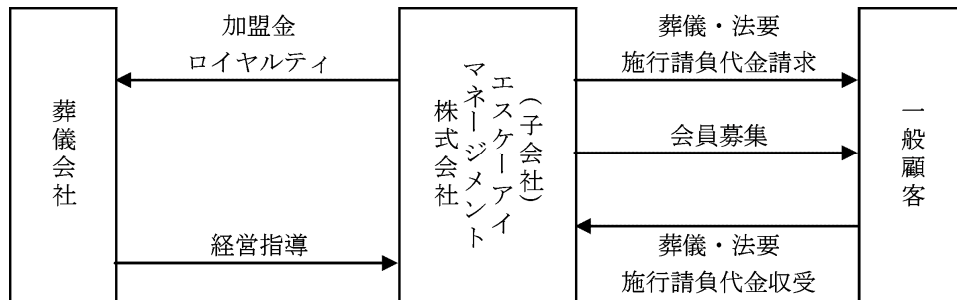 葬儀会社
加盟金
ロイヤルティ
経営指導
(子会社)
エスケーアイ
マネージメント
株式会社
葬儀・法要
施行請負代金請求
会員募集
葬儀・法要
施行請負代金収受
一般顧客